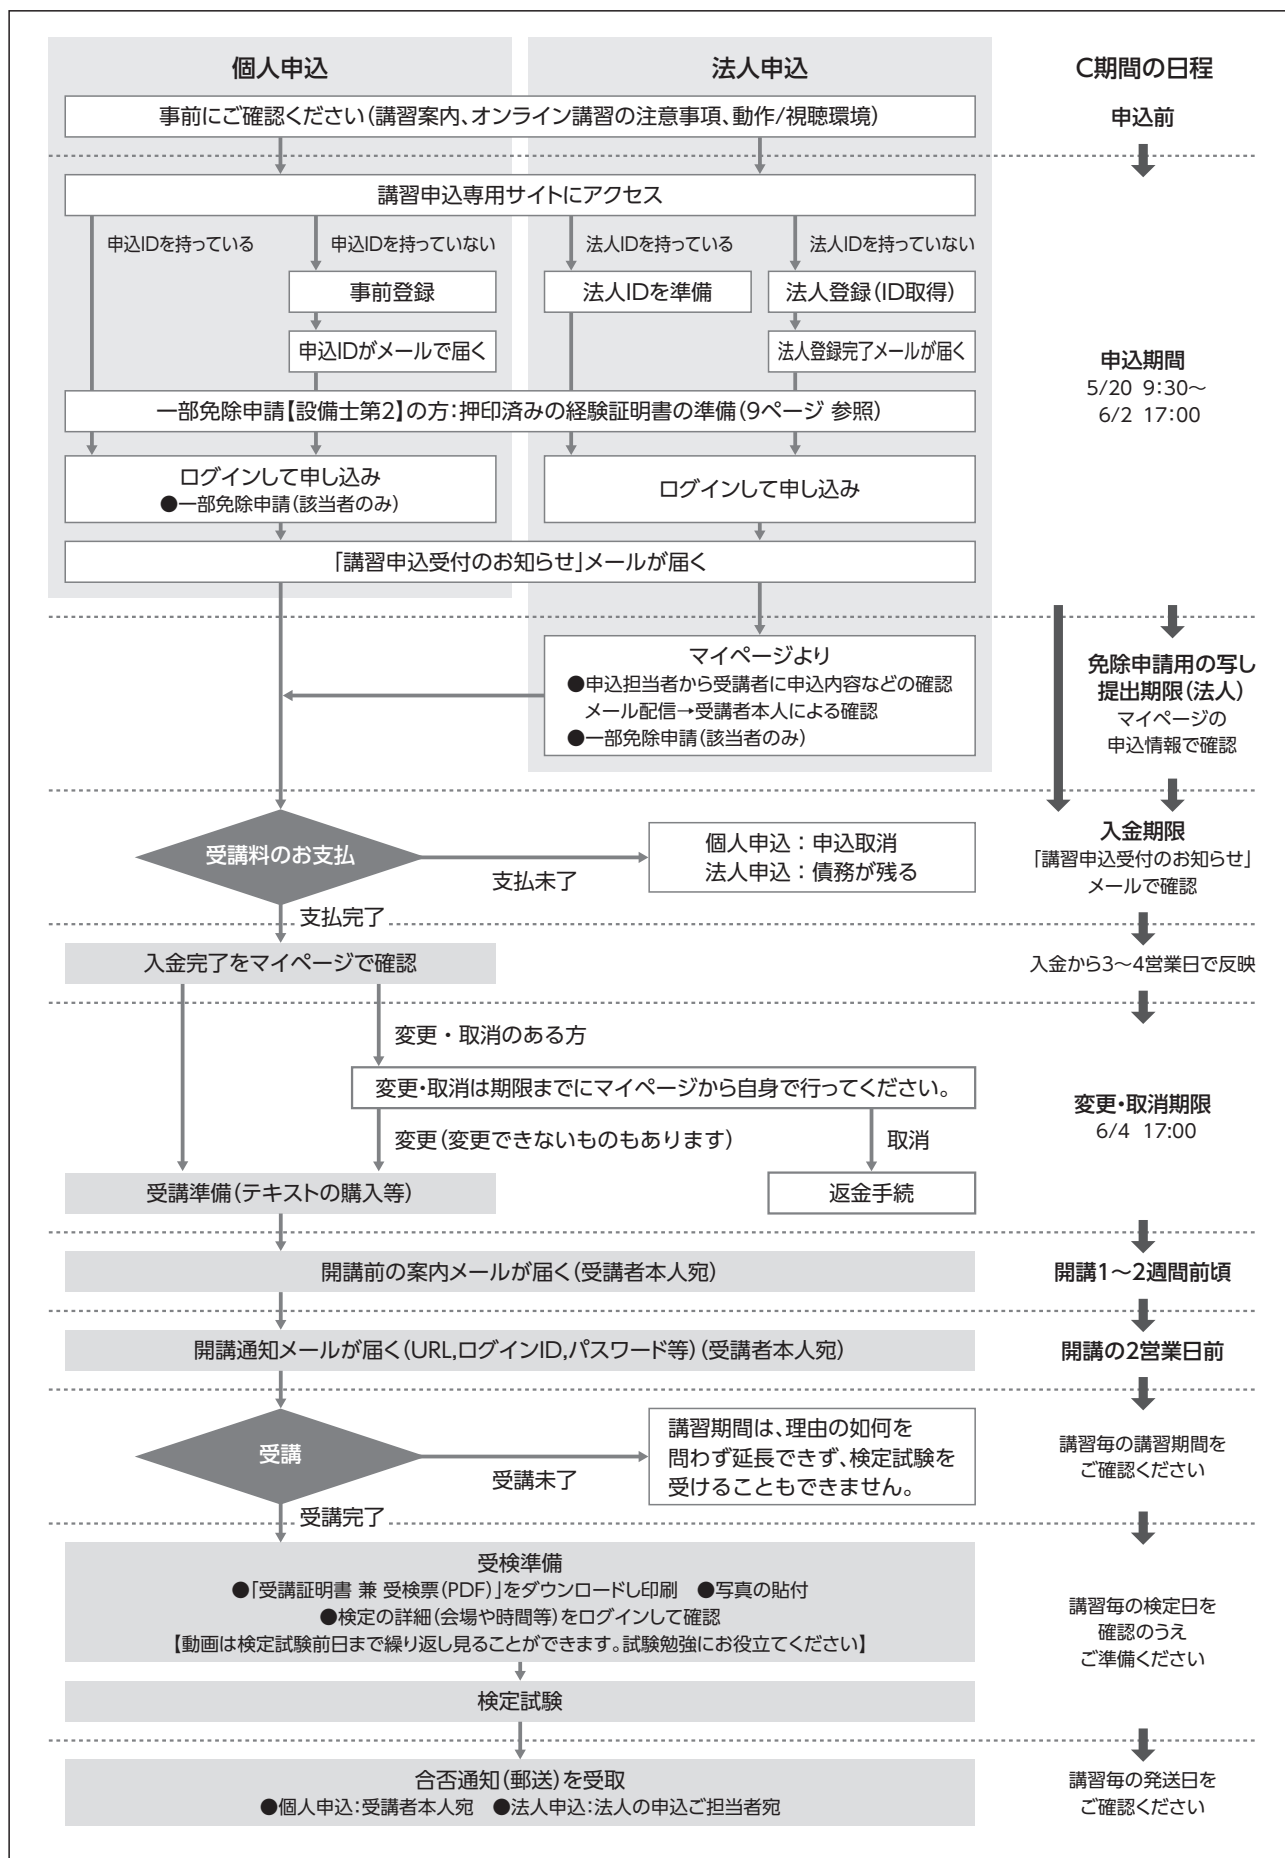 個人申込
法人申込
C期間の日程
事前にご確認ください(講習案内、オンライン講習の注意事項、動作/視聴環境)
申込前
講習申込専用サイトにアクセス
申込IDを持っている
申込IDを持っていない
法人IDを持っている
法人IDを持っていない
事前登録
法人IDを準備
法人登録(ID取得)
申込IDがメールで届く
法人登録完了メールが届く
申込期間
5/20 9:30〜
6/2 17:00
一部免除申請【設備士第2】の方:押印済みの経験証明書の準備(9ページ 参照)
ログインして申し込み
●一部免除申請(該当者のみ)
ログインして申し込み
「講習申込受付のお知らせ」メールが届く
マイページより
●申込担当者から受講者に申込内容などの確認
メール配信→受講者本人による確認
●一部免除申請(該当者のみ)
免除申請用の写し
提出期限(法人)
マイページの
申込情報で確認
受講料のお支払
支払未了
個人申込:申込取消
法人申込:債務が残る
入金期限
「講習申込受付のお知らせ」
メールで確認
支払完了
入金完了をマイページで確認
入金から3〜4営業日で反映
変更・取消のある方
変更・取消は期限までにマイページから自身で行ってください。
変更・取消期限
6/4 17:00
変更(変更できないものもあります)
取消
受講準備(テキストの購入等)
返金手続
開講前の案内メールが届く(受講者本人宛)
開講1〜2週間前頃
開講通知メールが届く(URL,ログインID,パスワード等)(受講者本人宛)
開講の2営業日前
受講
受講未了
講習期間は、理由の如何を
問わず延長できず、検定試験を
受けることもできません。
講習毎の講習期間を
ご確認ください
受講完了
受検準備
●「受講証明書 兼 受検票(PDF)」をダウンロードし印刷 ●写真の貼付
●検定の詳細(会場や時間等)をログインして確認
【動画は検定試験前日まで繰り返し見ることができます。試験勉強にお役立てください】
講習毎の検定日を
確認のうえ
ご準備ください
検定試験
合否通知(郵送)を受取
●個人申込:受講者本人宛 ●法人申込:法人の申込ご担当者宛
講習毎の発送日を
ご確認ください